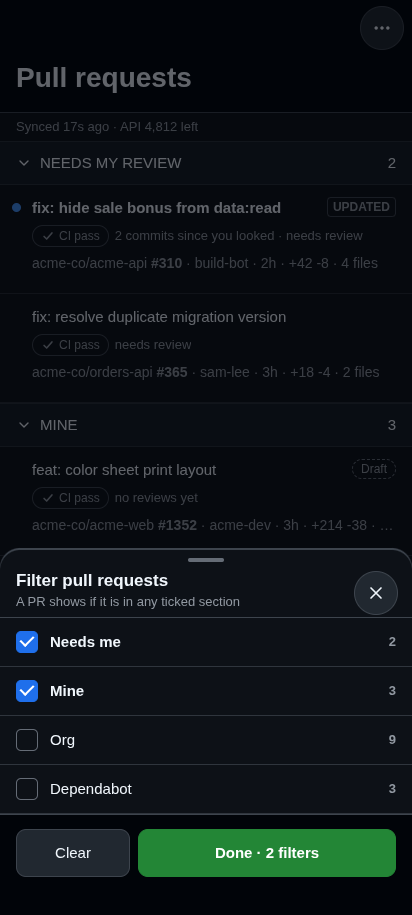 Pull requests
Synced 17s ago · API 4,812 left
NEEDS MY REVIEW 2
fix: hide sale bonus from data:read UPDATED
CI pass 2 commits since you looked · needs review
acme-co/acme-api #310 · build-bot · 2h · +42 -8 · 4 files
fix: resolve duplicate migration version
CI pass needs review
acme-co/orders-api #365 · sam-lee · 3h · +18 -4 · 2 files
MINE 3
feat: color sheet print layout Draft
CI pass no reviews yet
acme-co/acme-web #1352 · acme-dev · 3h · +214 -38 · …
Filter pull requests
A PR shows if it is in any ticked section
Needs me 2
Mine 3
Org 9
Dependabot 3
Clear Done · 2 filters